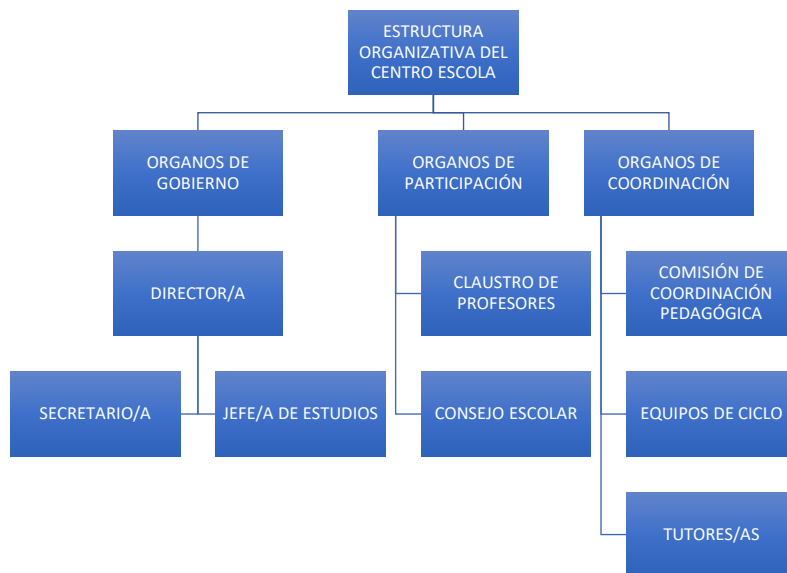 ESTRUCTURA
ORGANIZATIVA DEL
CENTRO ESCOLA
ORGANOS DE
GOBIERNO
ORGANOS DE
PARTICIPACIÓN
ORGANOS DE
COORDINACIÓN
DIRECTOR/A
CLAUSTRO DE
PROFESORES
COMISIÓN DE
COORDINACIÓN
PEDAGÓGICA
SECRETARIO/A
JEFE/A DE ESTUDIOS
CONSEJO ESCOLAR
EQUIPOS DE CICLO
TUTORES/AS